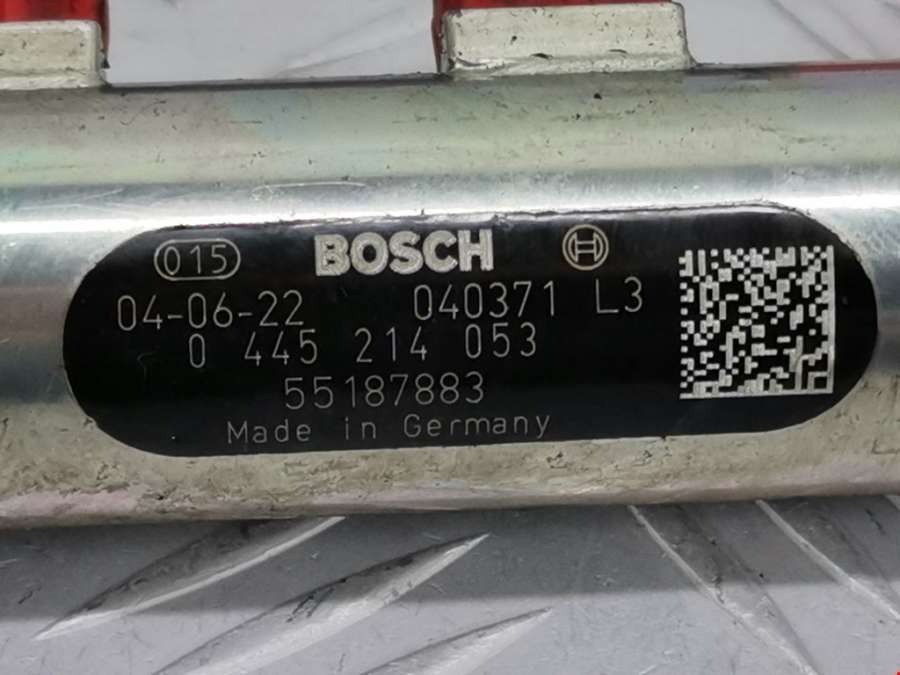 015 BOSCH
04-06-22 040371 L3
0 445 214 053
55187883
Made in Germany